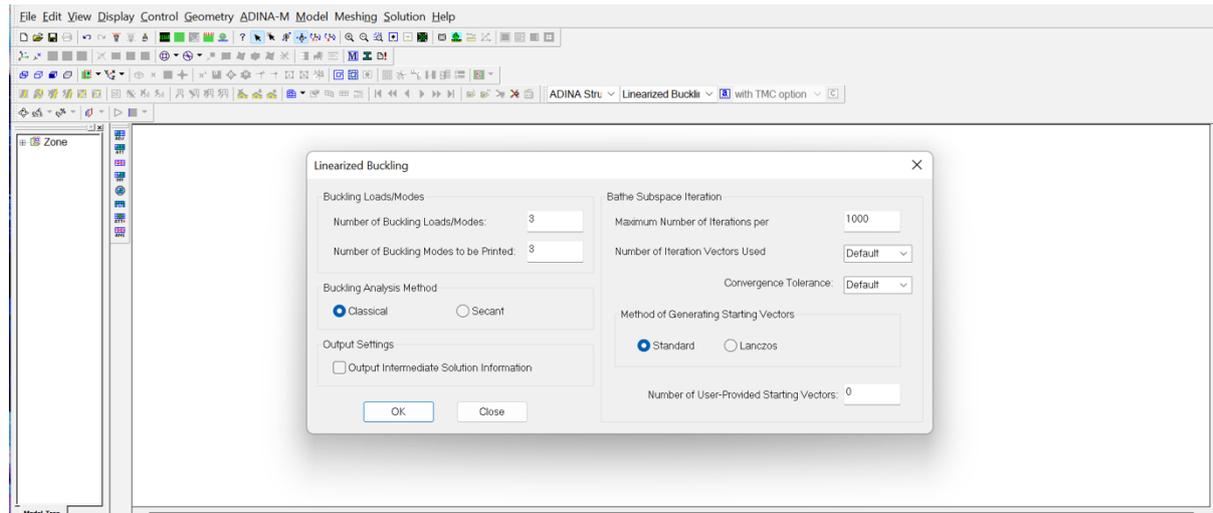 File Edit View Display Control Geometry ADINA-M Model Meshing Solution Help
ADINA Stru Linearized Bucklii with TMC option
Zone
Linearized Buckling
Buckling Loads/Modes
Number of Buckling Loads/Modes: 3
Number of Buckling Modes to be Printed: 3
Buckling Analysis Method
Classical Secant
Output Settings
Output Intermediate Solution Information
OK Close
Bathe Subspace Iteration
Maximum Number of Iterations per 1000
Number of Iteration Vectors Used Default
Convergence Tolerance: Default
Method of Generating Starting Vectors
Standard Lanczos
Number of User-Provided Starting Vectors: 0